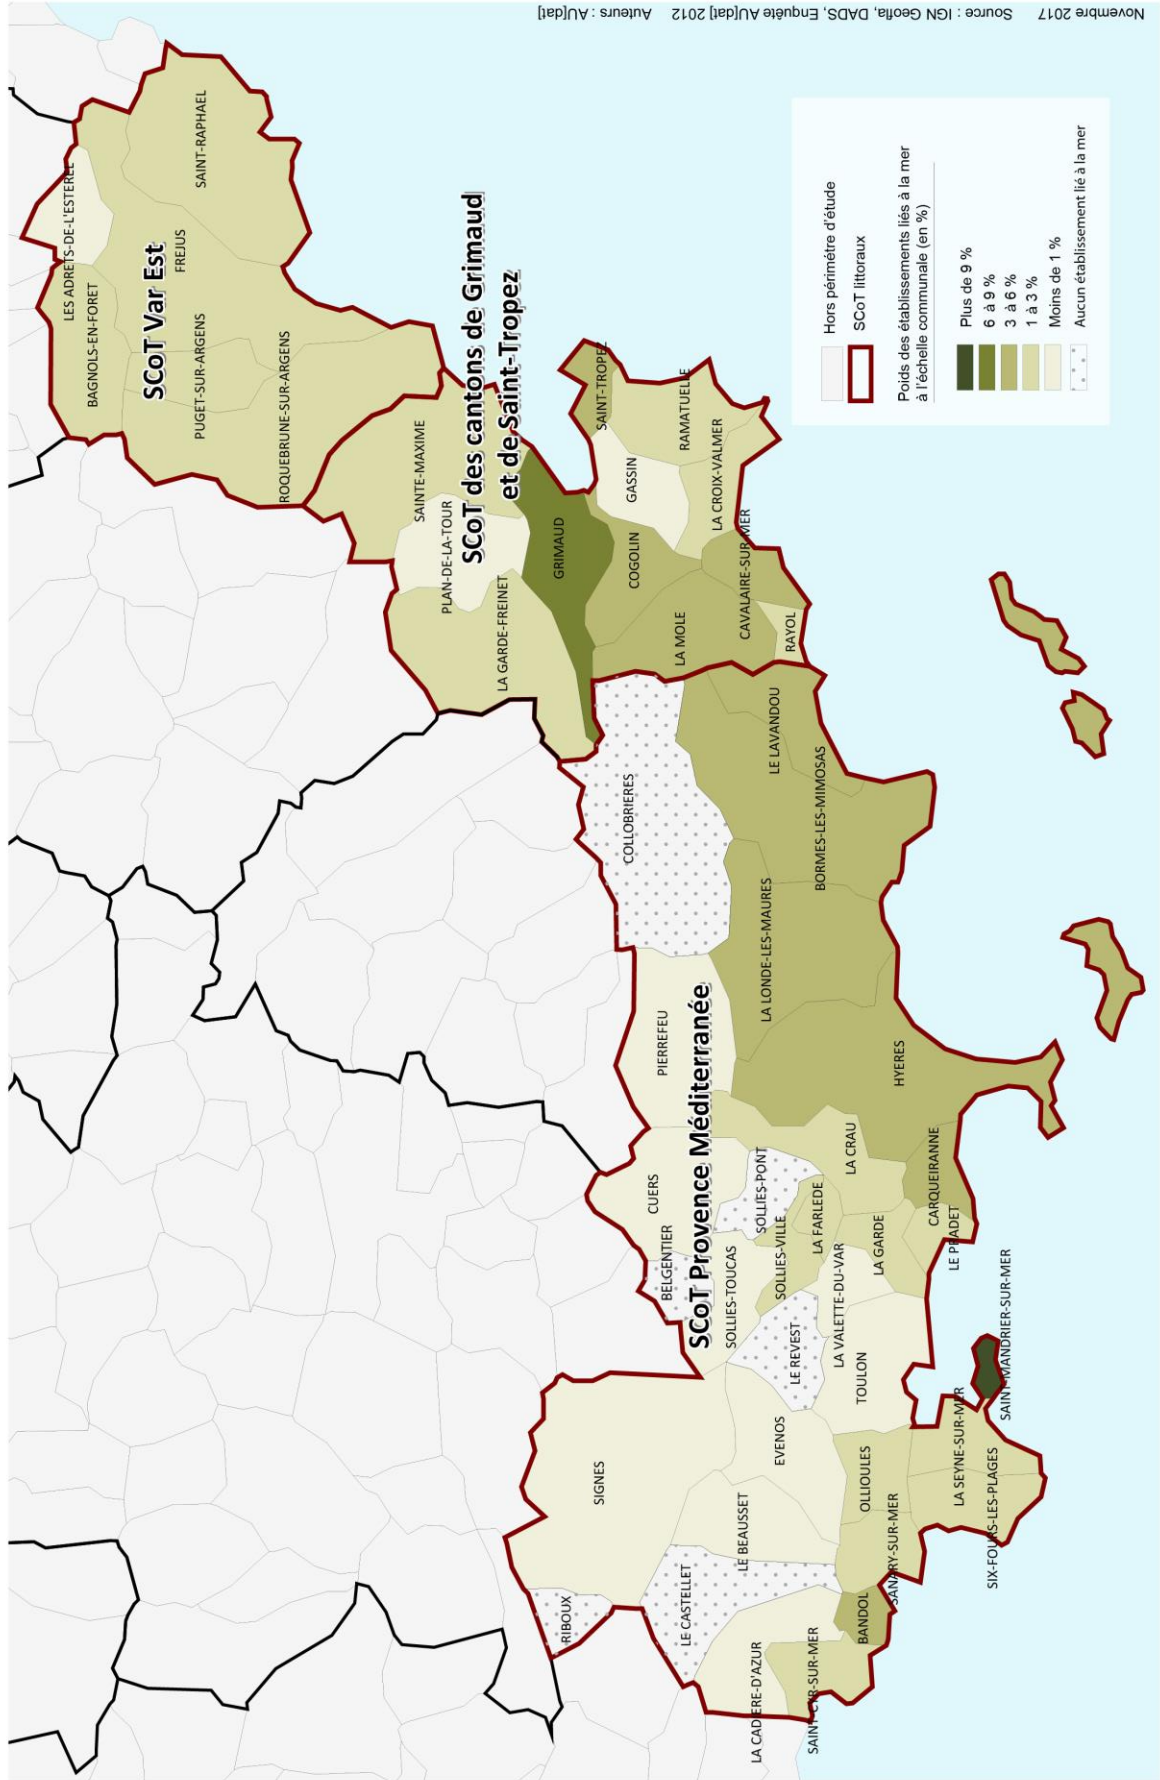 Novembre 2017 Source : IGN Geofla, DADS, Enquête AU[dat] 2012 Auteurs : AU[dat]
LES ADRETS-DE-L'ESTEREL
BAGNOLS-EN-FORET
SCoT Var Est
FREJUS
SAINT-RAPHAEL
PUGET-SUR-ARGENS
ROQUEBRUNE-SUR-ARGENS
SAINTE-MAXIME
PLAN-DE-LA-TOUR
SCoT des cantons de Grimaud
et de Saint-Tropez
LA GARDE-FREINET
GRIMAUD
SAINT-TROPEZ
GASSIN
RAMATUELLE
COGOLIN
LA CROIX-VALMER
LA MOLE
CAVALAIRE-SUR-MER
RAYOL
COLLOBRIERES
LE LAVANDOU
BORMES-LES-MIMOSAS
LA LONDE-LES-MAURES
PIERREFEU
SCoT Provence Méditerranée
HYERES
CUERS
BELGENTIER
SOLLIES-PONT
SOLLIES-TOUCAS
SOLLIES-VILLE
LA FARLEDE
LA CRAU
CARQUEIRANNE
LA GARDE
LE PRADET
LE REVEST
LA VALETTE-DU-VAR
TOULON
SAINT-MANDRIER-SUR-MER
SIGNES
EVENOS
LE BEAUSSET
OLLIOULES
LA SEYNE-SUR-MER
SIX-FOURS-LES-PLAGES
SANARY-SUR-MER
RIBOUX
LE CASTELLET
BANDOL
LA CADIERE-D'AZUR
SAINT-CYR-SUR-MER
Hors périmétre d'étude
SCoT littoraux
Poids des établissements liés à la mer
à l'échelle communale (en %)
Plus de 9 %
6 à 9 %
3 à 6 %
1 à 3 %
Moins de 1 %
Aucun établissement lié à la mer